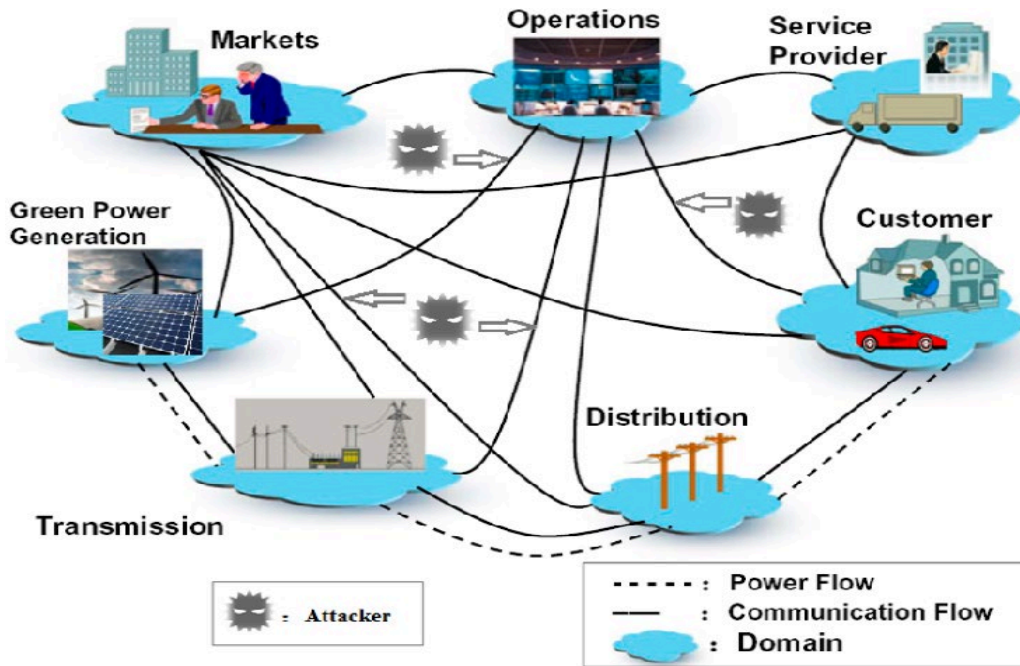 Markets
Operations
Service
Provider
Green Power
Generation
Customer
Distribution
Transmission
: Attacker
: Power Flow
: Communication Flow
: Domain